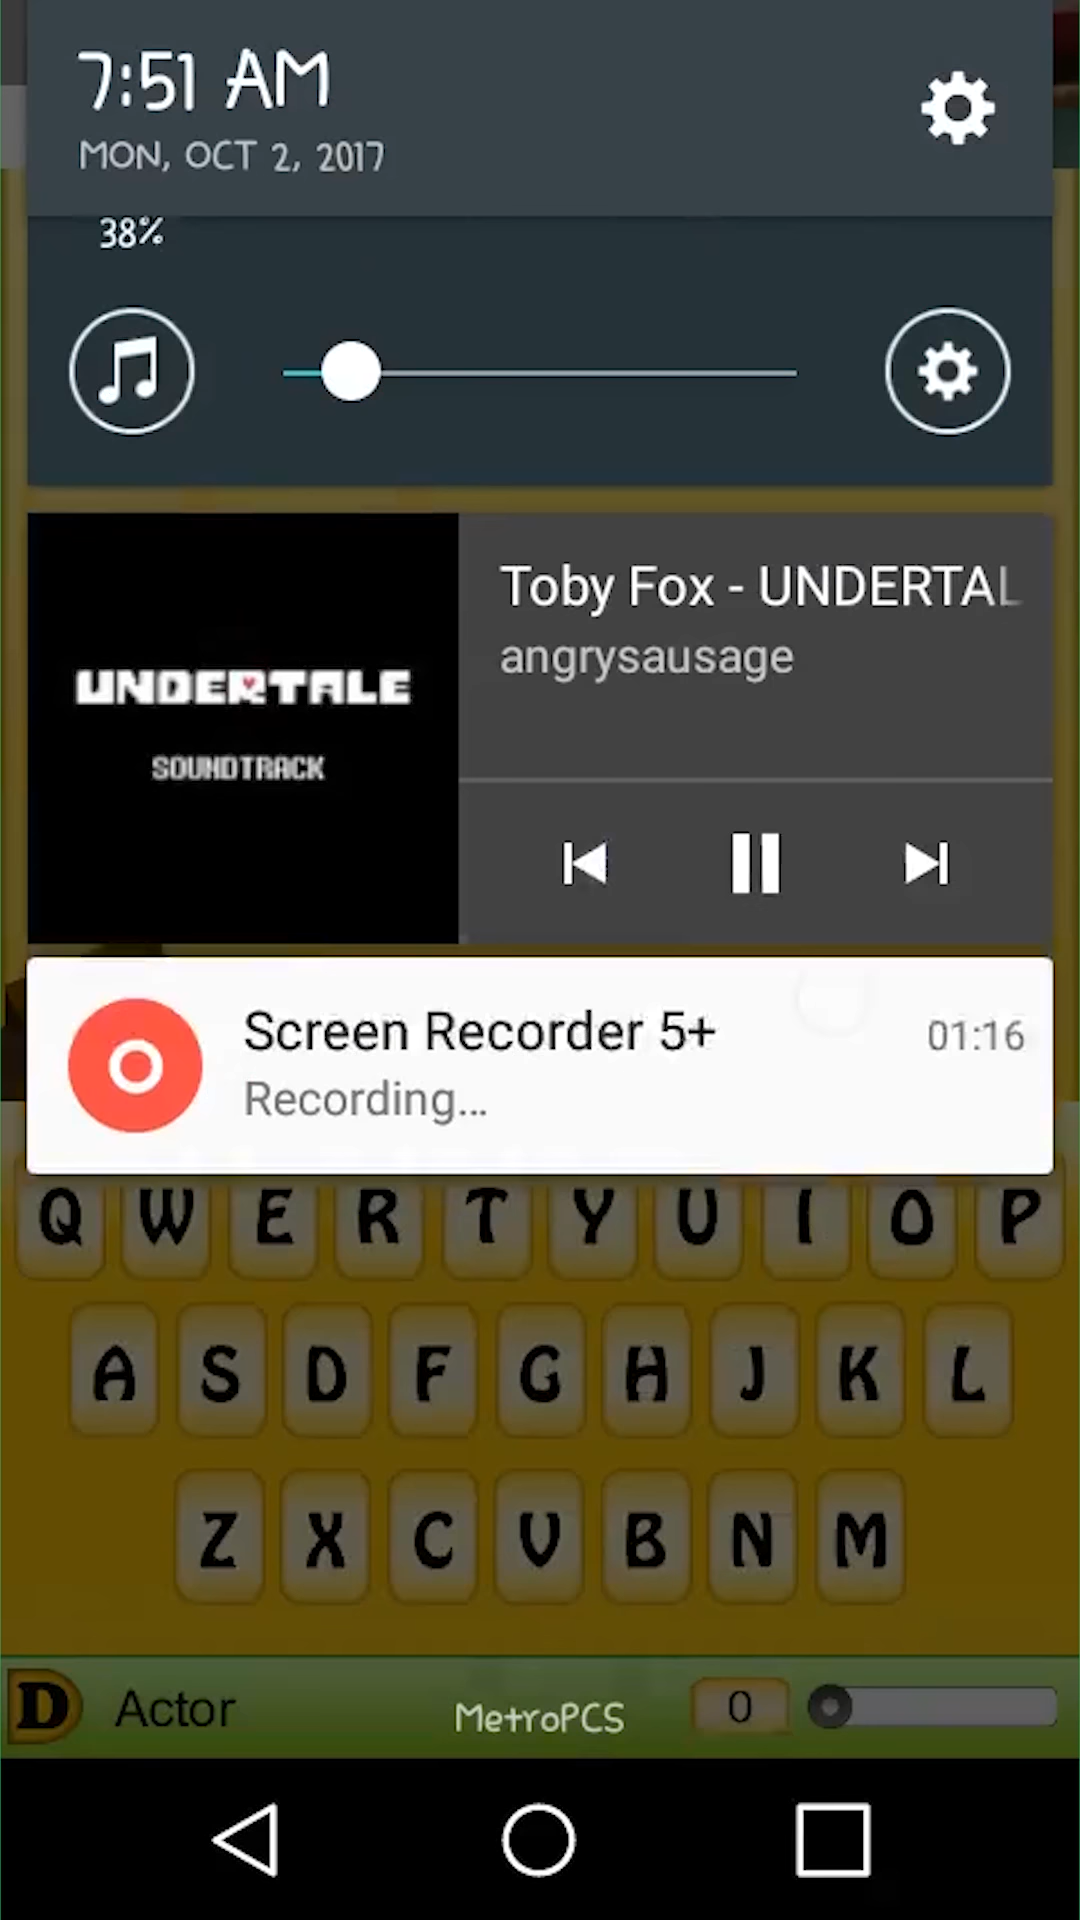 7:51 AM
MON, OCT 2, 2017
38%
UNDERTALE
SOUNDTRACK
Toby Fox - UNDERTAL
angrysausage
Screen Recorder 5+
01:16
Recording...
Q W E R T Y U I O P
A S D F G H J K L
Z X C V B N M
D Actor MetroPCS 0